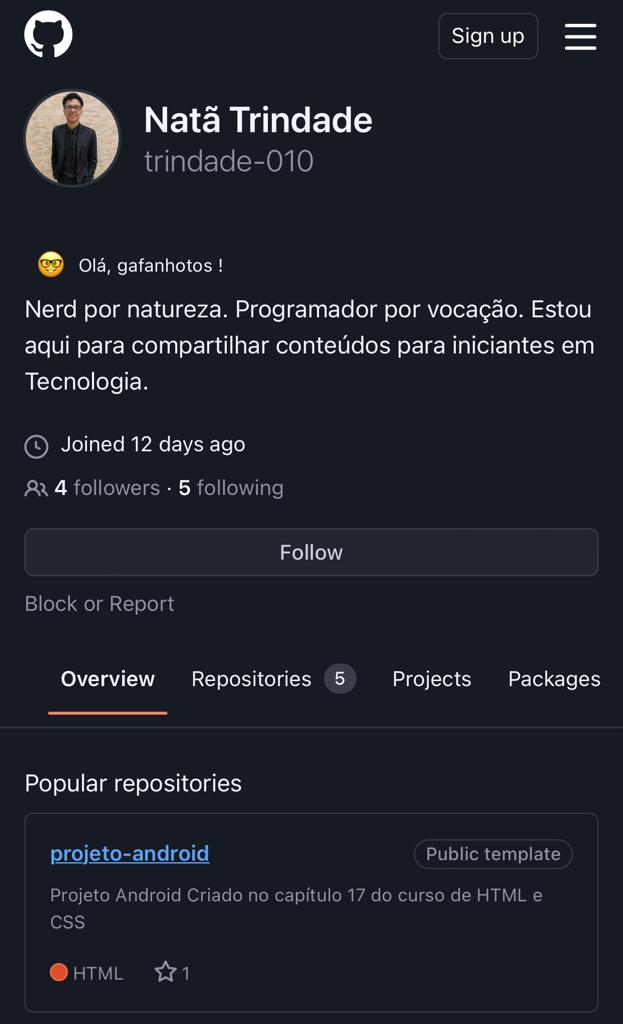 Sign up
Natã Trindade
trindade-010
Olá, gafanhotos !
Nerd por natureza. Programador por vocação. Estou
aqui para compartilhar conteúdos para iniciantes em
Tecnologia.
Joined 12 days ago
4 followers · 5 following
Follow
Block or Report
Overview Repositories 5 Projects Packages
Popular repositories
projeto-android Public template
Projeto Android Criado no capítulo 17 do curso de HTML e
CSS
HTML 1